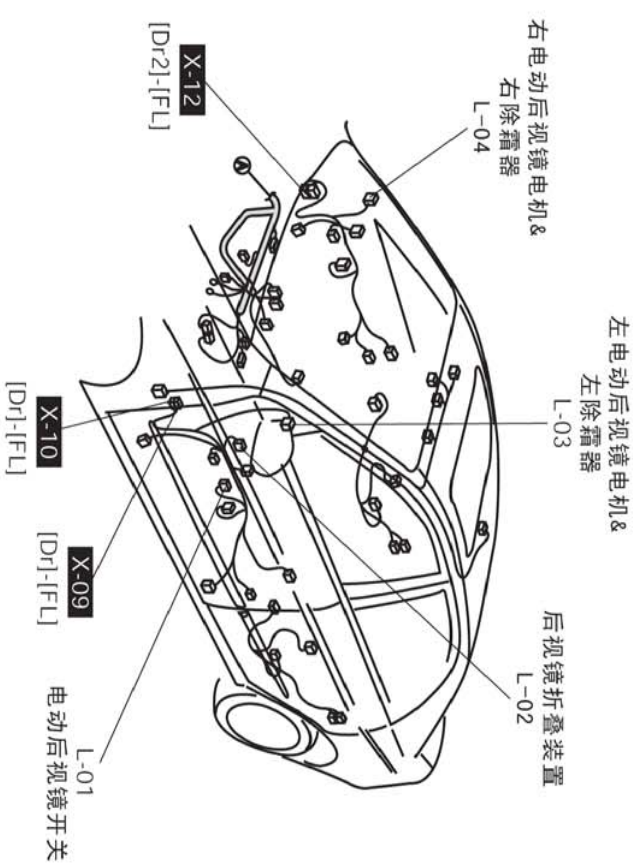 右电动后视镜电机&
右除霜器
L-04
左电动后视镜电机&
左除霜器
L-03
后视镜折叠装置
L-02
A
X-12
[Dr2]-[FL]
X-10
[Dr]-[FL]
X-09
[Dr]-[FL]
L-01
电动后视镜开关